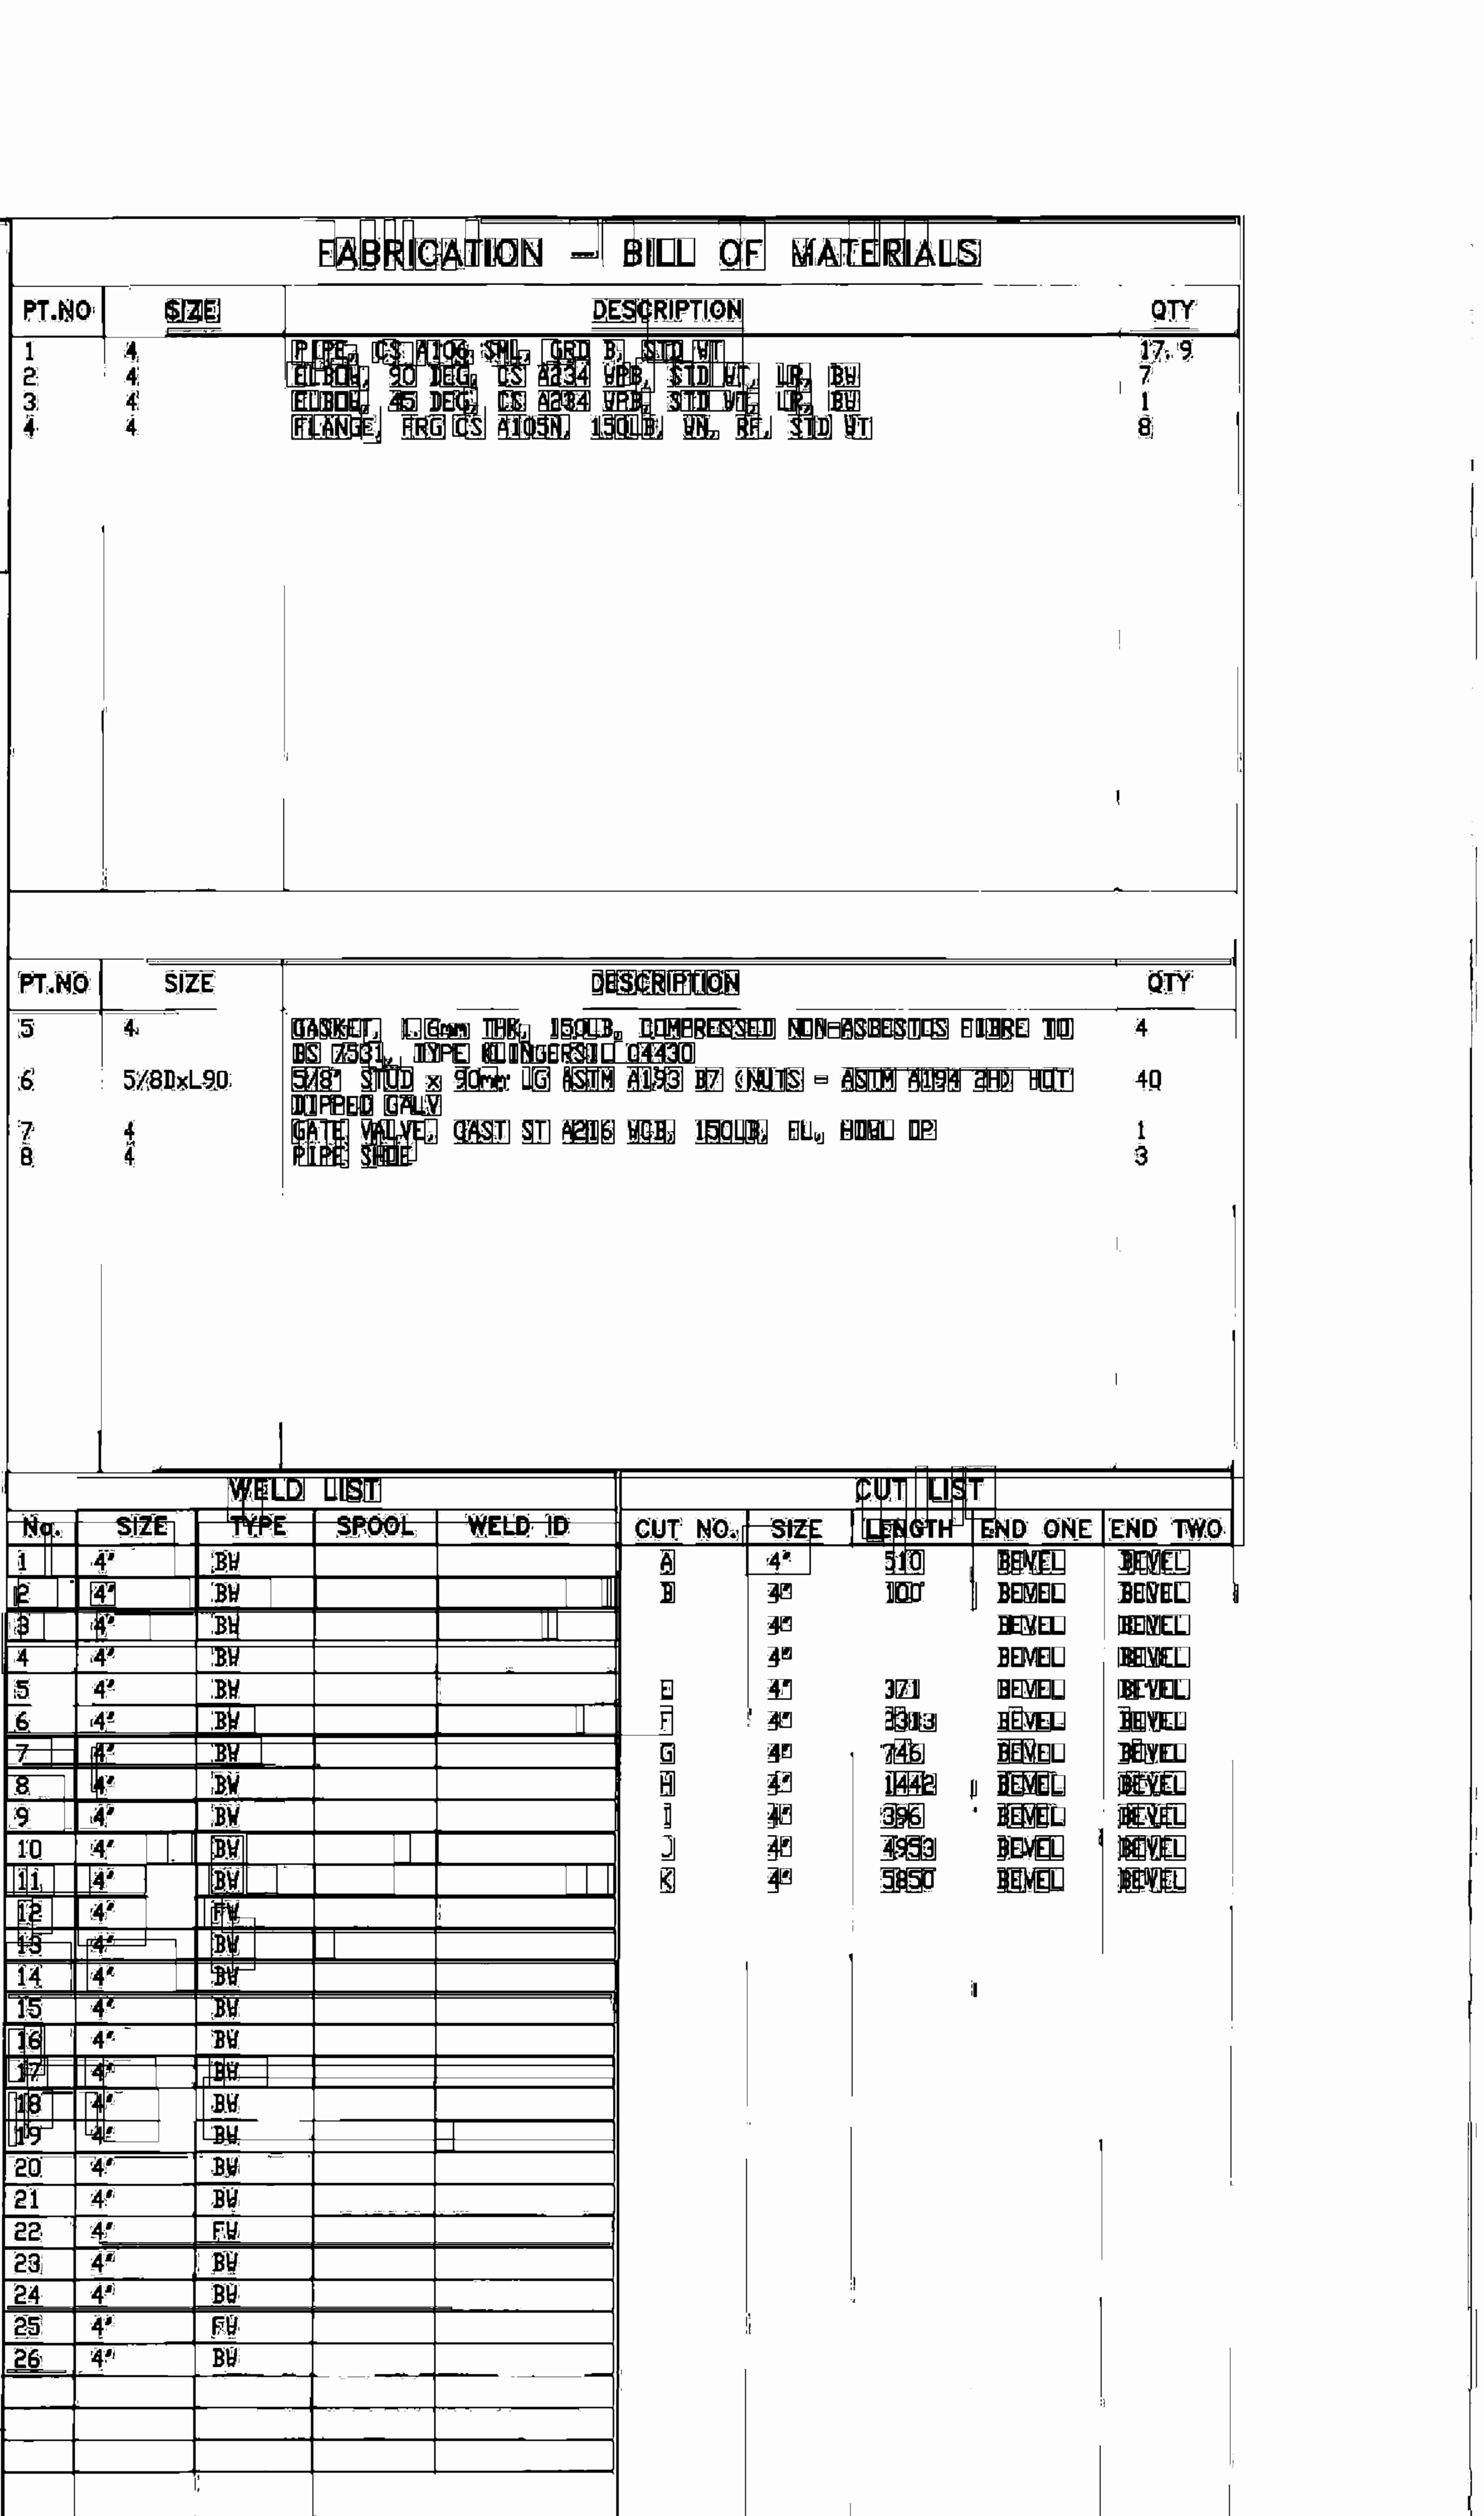 FABRICATION - BILL OF MATERIALS
PT.NO SIZE DESCRIPTION QTY
1 4 PIPE, CS A106, SML, GRD B, STD WT 17.9
2 4 ELBOW, 90 DEG, CS A234 WPB, STD WT, LR, BW 7
3 4 ELBOW, 45 DEG, CS A234 WPB, STD WT, LR, BW 1
4 4 FLANGE, FRG CS A105N, 150LB, WN, RF, STD WT 8
PT.NO SIZE DESCRIPTION QTY
5 4 GASKET, THK, 150LB, COMPRESSED NON-ASBESTOS FIBRE TO 4
BS 7531, TYPE KLINGERSIL C4430
6 5/8DxL90 5/8" STUD x 90mm LG ASTM A193 B7 (NUTS - ASTM A194 2H) HOT 40
DIPPED GALV
7 4 GATE VALVE, CAST ST A216 WCB, 150LB, OP 1
8 4 PIPE SHOE 3
WELD LIST CUT LIST
No. SIZE TYPE SPOOL WELD ID CUT NO. SIZE LENGTH END ONE END TWO
1 4" BW A 4" 510 BEVEL BEVEL
2 4" BW B 4" 100 BEVEL BEVEL
3 4" BW 4" BEVEL BEVEL
4 4" BW 4" BEVEL BEVEL
5 4" BW E 4" 371 BEVEL BEVEL
6 4" BW F 4" BEVEL BEVEL
7 4" BW G 4" 746 BEVEL BEVEL
8 4" BW H 4" 1442 BEVEL BEVEL
9 4" BW I 4" 396 BEVEL BEVEL
10 4" BW J 4" 4953 BEVEL BEVEL
11 4" BW K 4" 5850 BEVEL BEVEL
12 4" FW
13 4" BW
14 4" BW
15 4" BW
16 4" BW
17 4" BW
18 4" BW
19 4" BW
20 4" BW
21 4" BW
22 4" FW
23 4" BW
24 4" BW
25 4" FW
26 4" BW